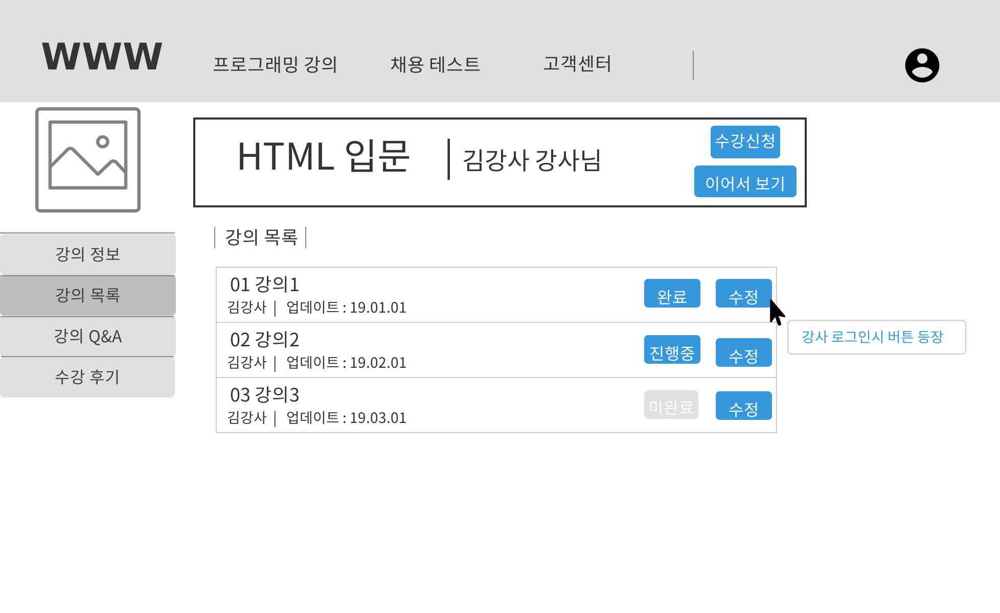 WWW
프로그래밍 강의 채용 테스트 고객센터
HTML 입문 김강사 강사님
수강신청
이어서 보기
강의 정보
강의 목록
강의 Q&A
수강 후기
강의 목록
01 강의1
김강사 | 업데이트 : 19.01.01
완료 수정
강사 로그인시 버튼 등장
02 강의2
김강사 | 업데이트 : 19.02.01
진행중 수정
03 강의3
김강사 | 업데이트 : 19.03.01
미완료 수정